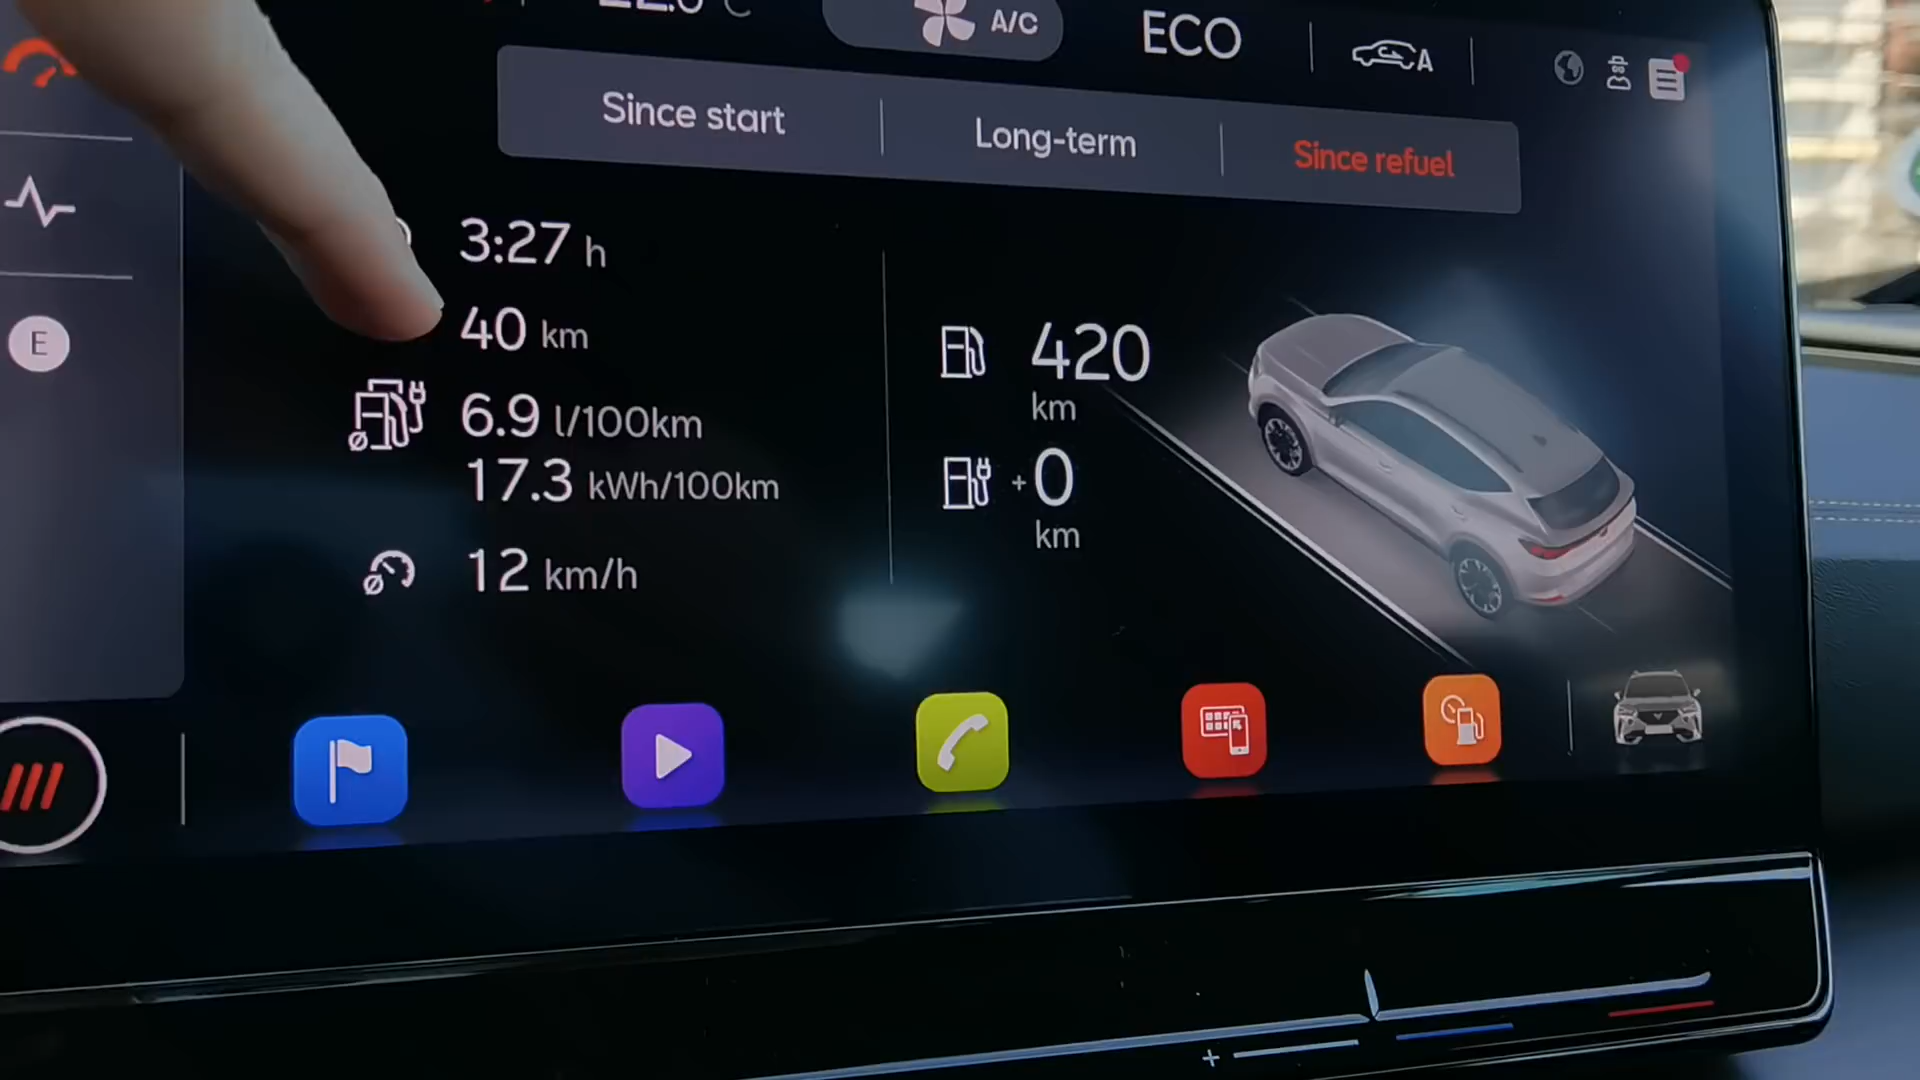 A/C
ECO
A
Since start
Long-term
Since refuel
3:27 h
40 km
6.9 l/100km
17.3 kWh/100km
12 km/h
420
km
+0
km
E
+